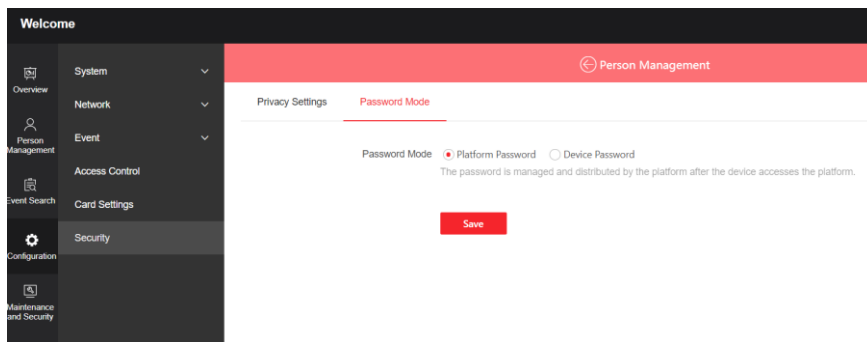 Welcome
Overview
Person
Management
Event Search
Configuration
Maintenance
and Security
System
Network
Event
Access Control
Card Settings
Security
Person Management
Privacy Settings
Password Mode
Password Mode
Platform Password
Device Password
The password is managed and distributed by the platform after the device accesses the platform.
Save